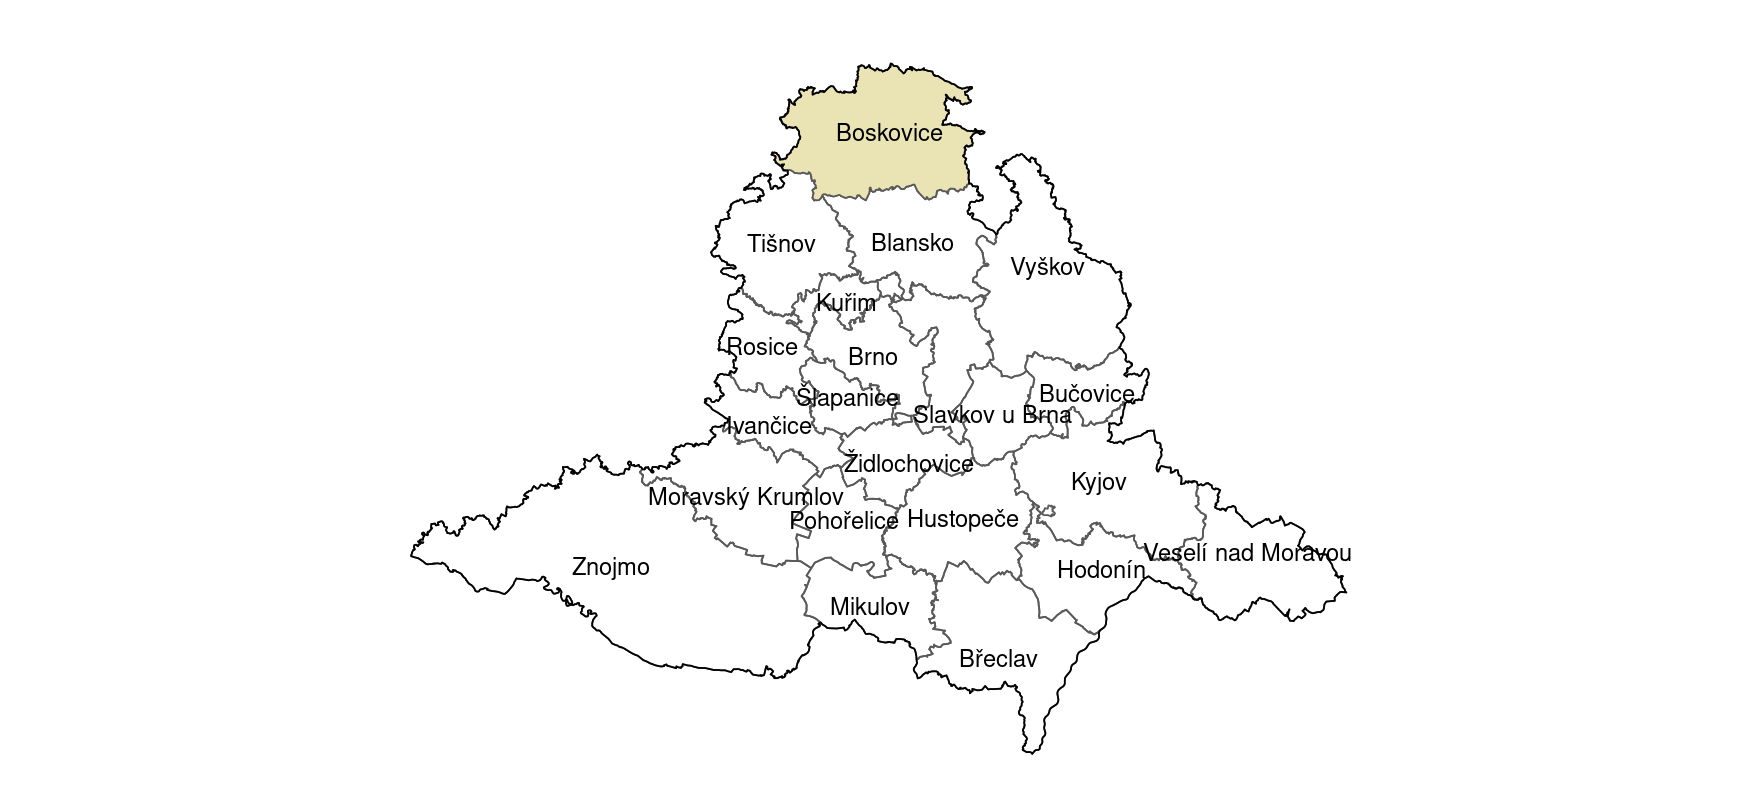 Boskovice
Tišnov
Blansko
Vyškov
Kuřim
Rosice
Brno
Šlapanice
Bučovice
Slavkov u Brna
Ivančice
Židlochovice
Kyjov
Moravský Krumlov
Pohořelice
Hustopeče
Veselí nad Moravou
Znojmo
Hodonín
Mikulov
Břeclav